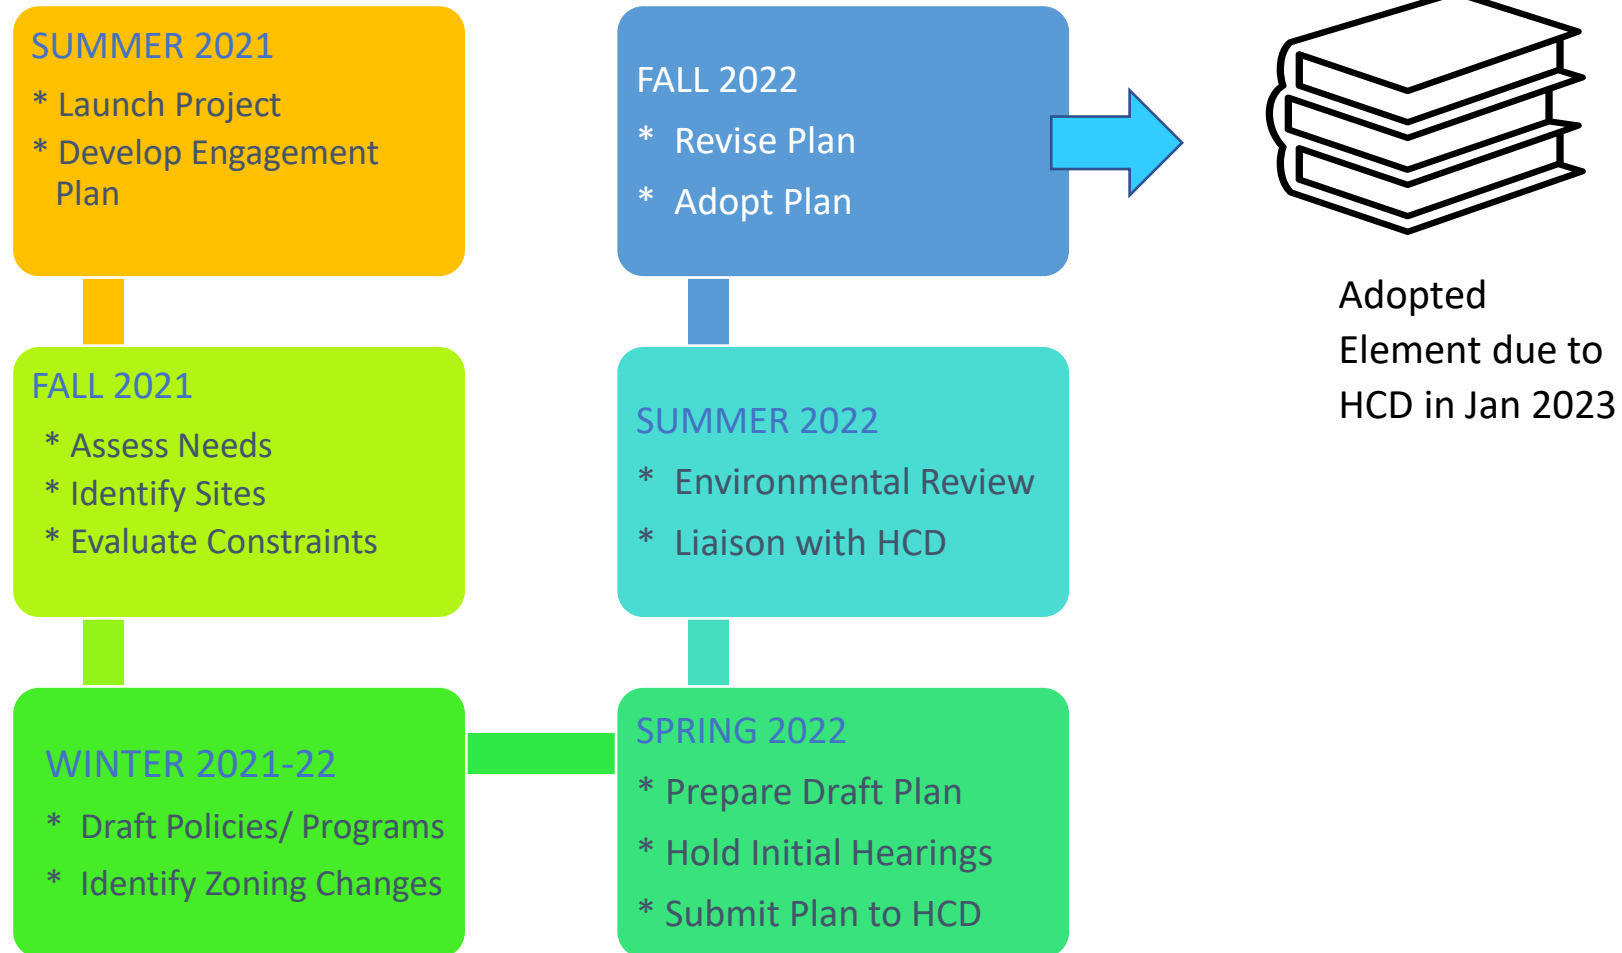 SUMMER 2021
* Launch Project
* Develop Engagement
Plan
FALL 2021
* Assess Needs
* Identify Sites
* Evaluate Constraints
WINTER 2021-22
* Draft Policies/ Programs
* Identify Zoning Changes
SPRING 2022
* Prepare Draft Plan
* Hold Initial Hearings
* Submit Plan to HCD
SUMMER 2022
* Environmental Review
* Liaison with HCD
FALL 2022
* Revise Plan
* Adopt Plan
Adopted
Element due to
HCD in Jan 2023